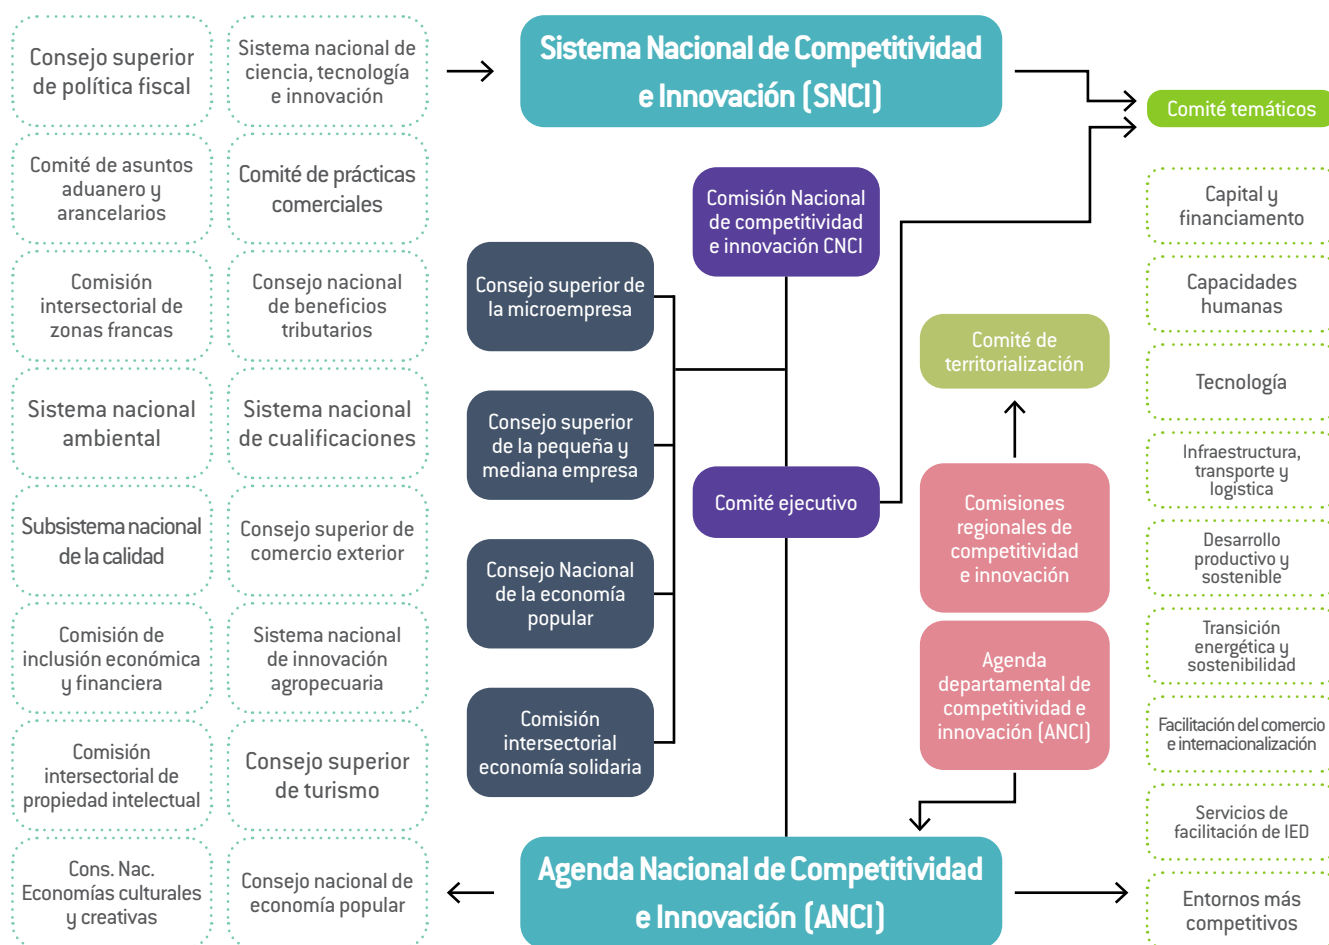 Consejo superior
de política fiscal
Sistema nacional de
ciencia, tecnología
e innovación
Comité de asuntos
aduanero y
arancelarios
Comité de prácticas
comerciales
Comisión
intersectorial de
zonas francas
Consejo nacional
de beneficios
tributarios
Sistema nacional
ambiental
Sistema nacional
de cualificaciones
Subsistema nacional
de la calidad
Consejo superior de
comercio exterior
Comisión de
inclusión económica
y financiera
Sistema nacional
de innovación
agropecuaria
Comisión
intersectorial de
propiedad intelectual
Consejo superior
de turismo
Cons. Nac.
Economías culturales
y creativas
Consejo nacional de
economía popular
Sistema Nacional de Competitividad
e Innovación (SNCI)
Comisión Nacional
de competitividad
e innovación CNCI
Consejo superior de
la microempresa
Consejo superior
de la pequeña y
mediana empresa
Consejo Nacional
de la economía
popular
Comisión
intersectorial
economía solidaria
Comité ejecutivo
Comité de
territorialización
Comisiones
regionales de
competitividad
e innovación
Agenda
departamental de
competitividad e
innovación (ANCI)
Agenda Nacional de Competitividad
e Innovación (ANCI)
Comité temáticos
Capital y
financiamento
Capacidades
humanas
Tecnología
Infraestructura,
transporte y
logística
Desarrollo
productivo y
sostenible
Transición
energética y
sostenibilidad
Facilitación del comercio
e internacionalización
Servicios de
facilitación de IED
Entornos más
competitivos